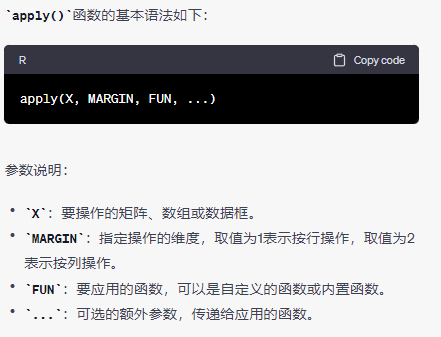 `apply()`函数的基本语法如下：
R Copy code
apply(X, MARGIN, FUN, ...)
参数说明：
• `X`：要操作的矩阵、数组或数据框。
• `MARGIN`：指定操作的维度，取值为1表示按行操作，取值为2
表示按列操作。
• `FUN`：要应用的函数，可以是自定义的函数或内置函数。
• `...`：可选的额外参数，传递给应用的函数。